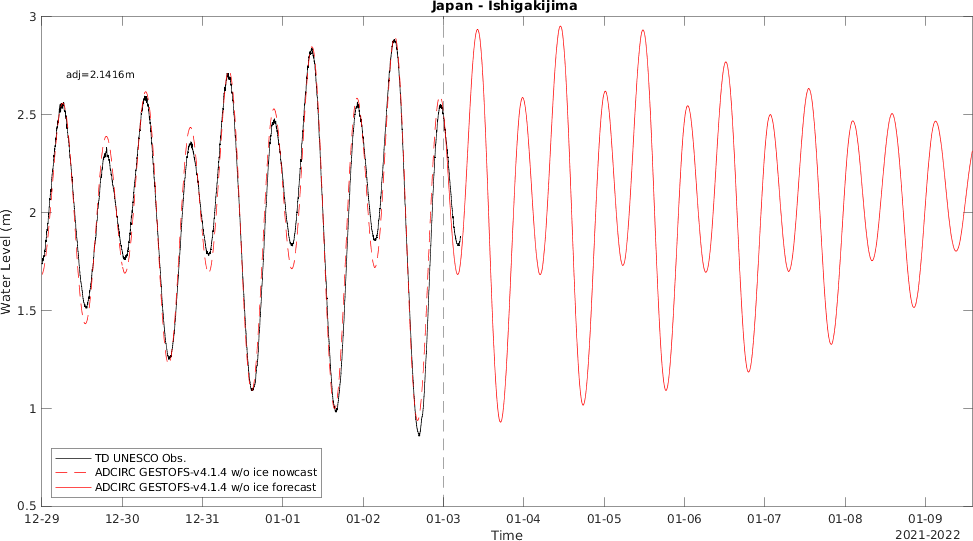 Japan - Ishigakijima
adj=2.1416m
3
2.5
2
1.5
1
0.5
Water Level (m)
TD UNESCO Obs.
ADCIRC GESTOFS-v4.1.4 w/o ice nowcast
ADCIRC GESTOFS-v4.1.4 w/o ice forecast
12-29 12-30 12-31 01-01 01-02 01-03 01-04 01-05 01-06 01-07 01-08 01-09
Time
2021-2022